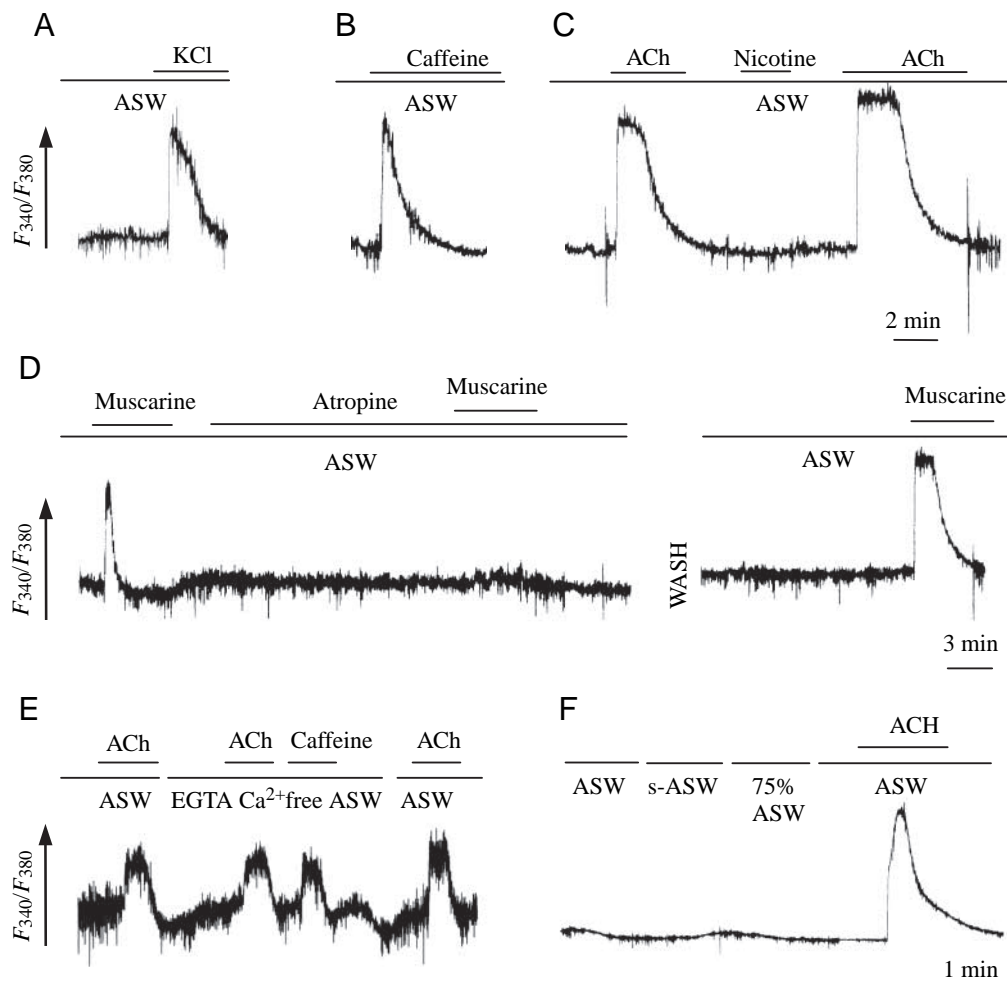 A
KCl
ASW
F340/F380
B
Caffeine
ASW
C
ACh Nicotine ACh
ASW
2 min
D
Muscarine Atropine Muscarine
ASW
F340/F380
WASH
Muscarine
ASW
3 min
E
ACh ACh Caffeine ACh
ASW EGTA Ca2+free ASW ASW
F340/F380
F
ACH
ASW s-ASW 75% ASW
ASW
1 min